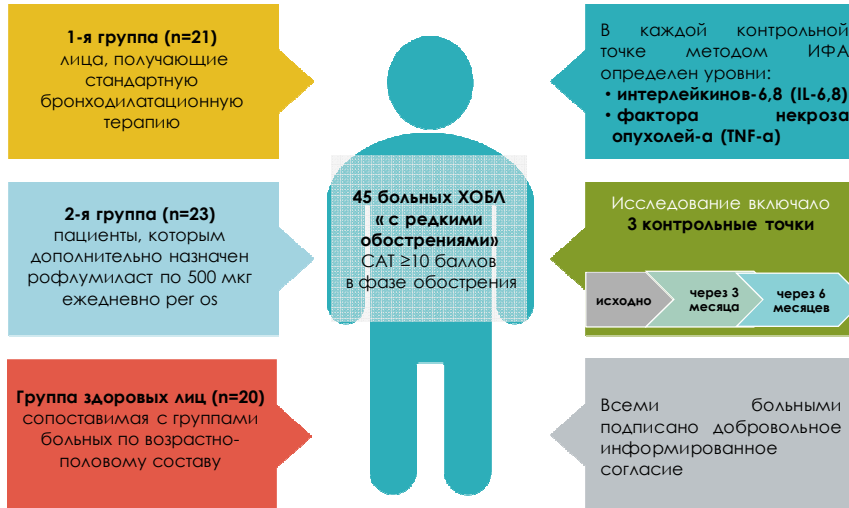 1-я группа (n=21)
лица, получающие
стандартную
бронходилатационную
терапию
2-я группа (n=23)
пациенты, которым
дополнительно назначен
рофлумиласт по 500 мкг
ежедневно per os
Группа здоровых лиц (n=20)
сопоставимая с группами
больных по возрастно-
половому составу
45 больных ХОБЛ
« с редкими
обострениями»
САТ ≥10 баллов
в фазе обострения
В каждой контрольной
точке методом ИФА
определен уровни:
• интерлейкинов-6,8 (IL-6,8)
• фактора некроза
опухолей-а (TNF-а)
Исследование включало
3 контрольные точки
исходно
через 3
месяца
через 6
месяцев
Всеми больными
подписано добровольное
информированное
согласие